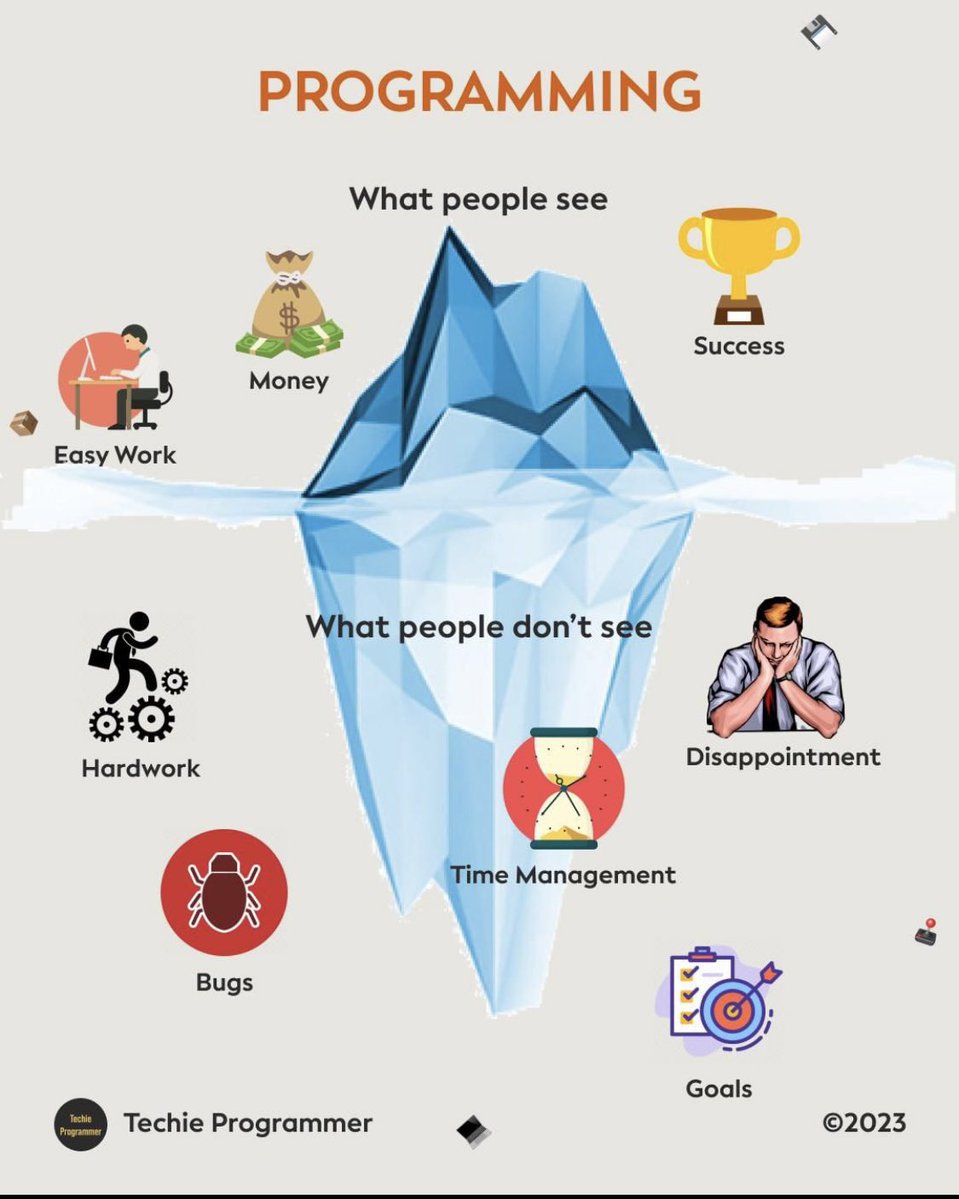 PROGRAMMING
What people see
Success
Money
Easy Work
What people don’t see
Disappointment
Hardwork
Time Management
Bugs
Goals
Techie
Programmer
Techie Programmer
©2023
$